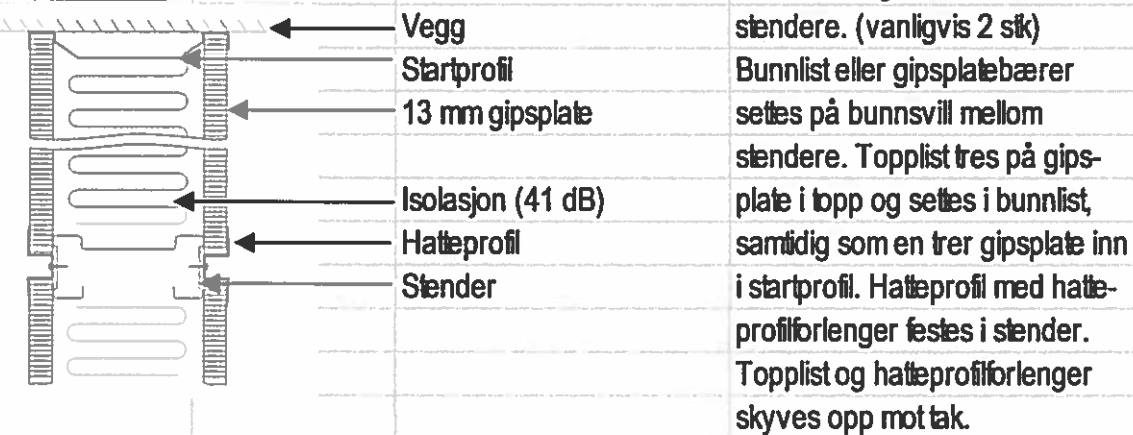 Vegg
Startprofil
13 mm gipsplate
Isolasjon (41 dB)
Hatteprofil
Stender
stendere. (vanligvis 2 stk)
Bunnlist eller gipsplatebærer
settes på bunnsvill mellom
stendere. Topplist tres på gips-
plate i topp og settes i bunnlist,
samtidig som en trer gipsplate inn
i startprofil. Hatteprofil med hatte-
profilforlenger festes i stender.
Topplist og hatteprofilforlenger
skyves opp mot tak.